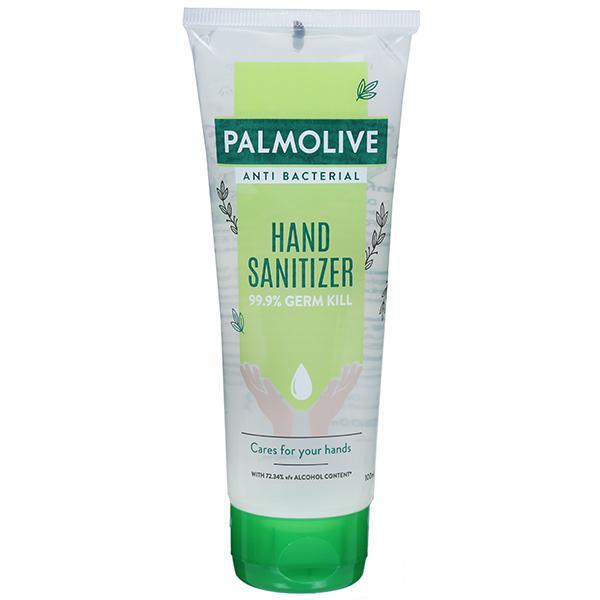 PALMOLIVE
ANTI BACTERIAL
HAND
SANITIZER
99.9% GERM KILL
Cares for your hands
WITH 72.34% v/v ALCOHOL CONTENT*